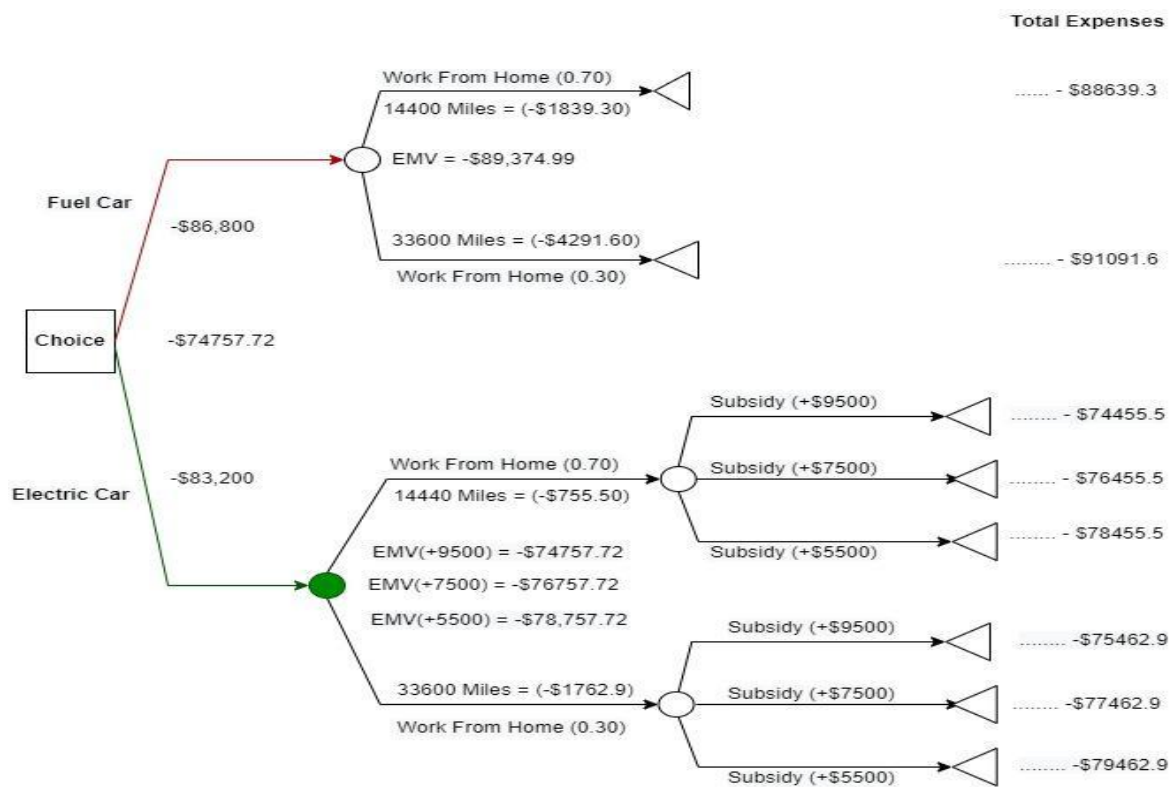 Total Expenses
Work From Home (0.70)
...... - $88639.3
14400 Miles = (-$1839.30)
EMV = -$89,374.99
Fuel Car
-$86,800
33600 Miles = (-$4291.60)
........ - $91091.6
Work From Home (0.30)
Choice
-$74757.72
Subsidy (+$9500)
........ - $74455.5
Work From Home (0.70)
-$83,200
Subsidy (+$7500)
........ - $76455.5
Electric Car
14440 Miles = (-$755.50)
........ - $78455.5
Subsidy (+$5500)
EMV(+9500) = -$74757.72
EMV(+7500) = -$76757.72
EMV(+5500) = -$78,757.72
Subsidy (+$9500)
........ -$75462.9
33600 Miles = (-$1762.9)
Subsidy (+$7500)
........ -$77462.9
Work From Home (0.30)
Subsidy (+$5500)
........ -$79462.9